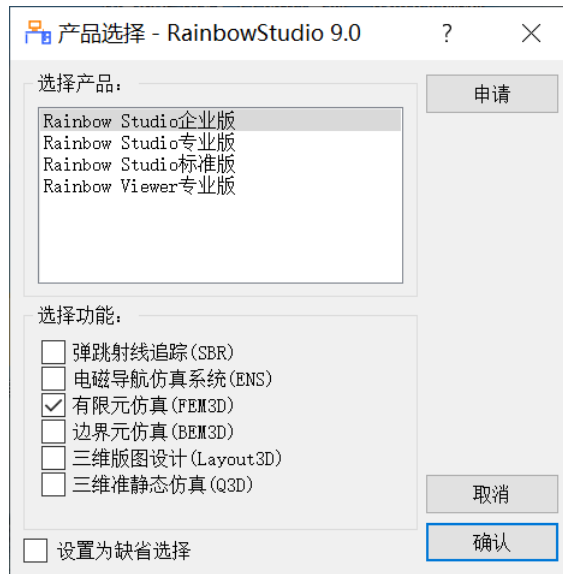 产品选择 - RainbowStudio 9.0
?
选择产品:
申请
Rainbow Studio企业版
Rainbow Studio专业版
Rainbow Studio标准版
Rainbow Viewer专业版
选择功能:
弹跳射线追踪(SBR)
电磁导航仿真系统(ENS)
有限元仿真(FEM3D)
边界元仿真(BEM3D)
三维版图设计(Layout3D)
三维准静态仿真(Q3D)
取消
设置为缺省选择
确认